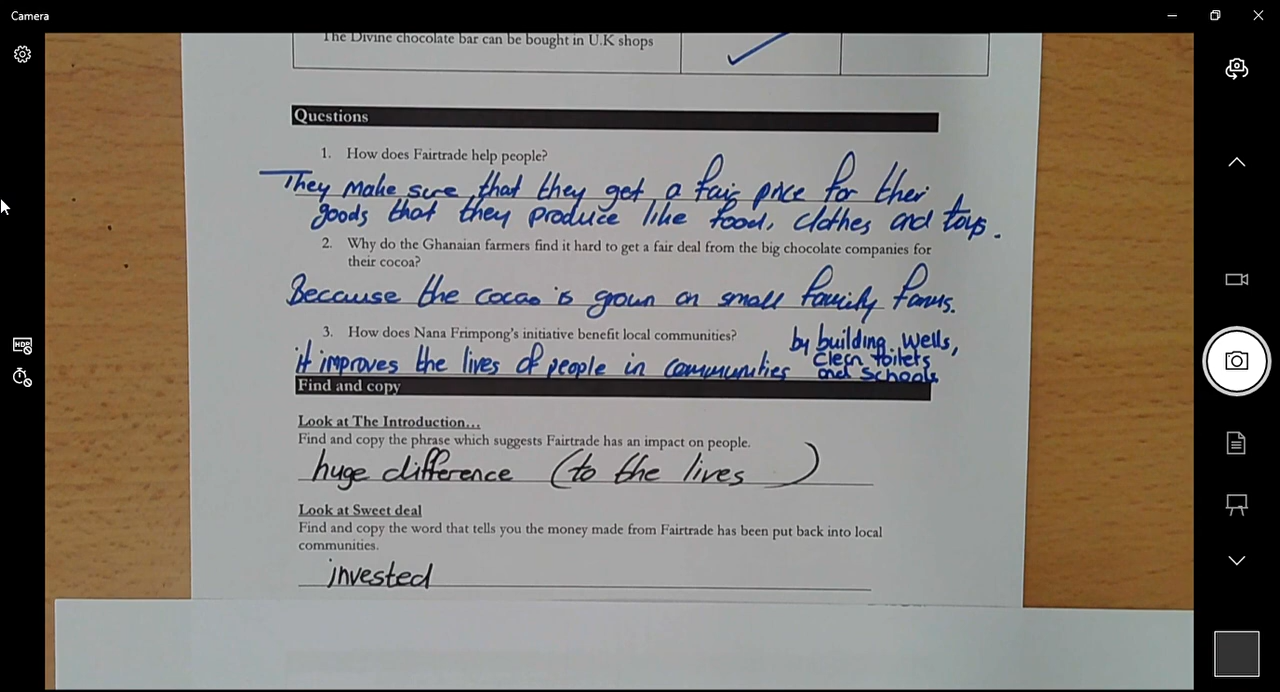 Camera
The Divine chocolate bar can be bought in U.K shops
Questions
1. How does Fairtrade help people?
They make sure that they get a fair price for their
goods that they produce like food, clothes and toys.
2. Why do the Ghanaian farmers find it hard to get a fair deal from the big chocolate companies for
their cocoa?
Because the cocao is grown on small family farms.
3. How does Nana Frimpong's initiative benefit local communities?
it improves the lives of people in communities by building wells,
clean toilets
and schools
Find and copy
Look at The Introduction...
Find and copy the phrase which suggests Fairtrade has an impact on people.
huge difference (to the lives )
Look at Sweet deal
Find and copy the word that tells you the money made from Fairtrade has been put back into local
communities.
invested